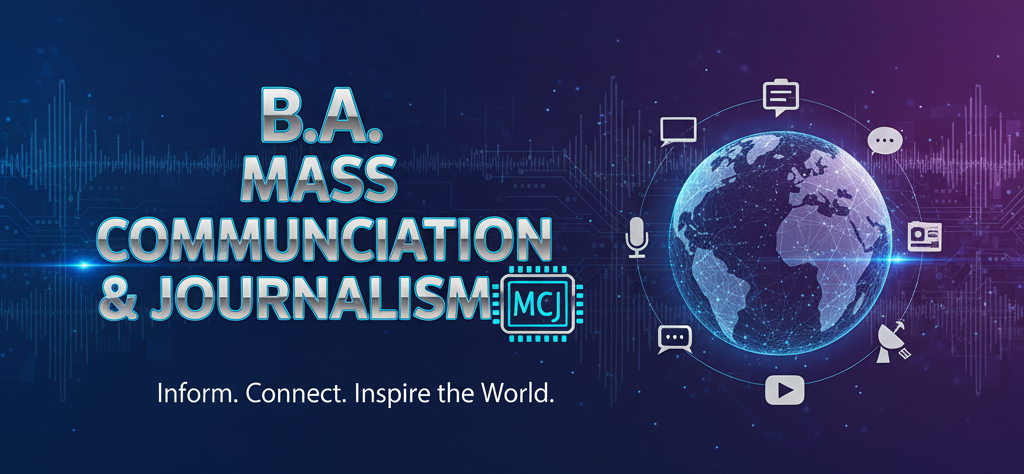 B.A.
MASS
COMMUNCIATION
& JOURNALISM
MCJ
Inform. Connect. Inspire the World.